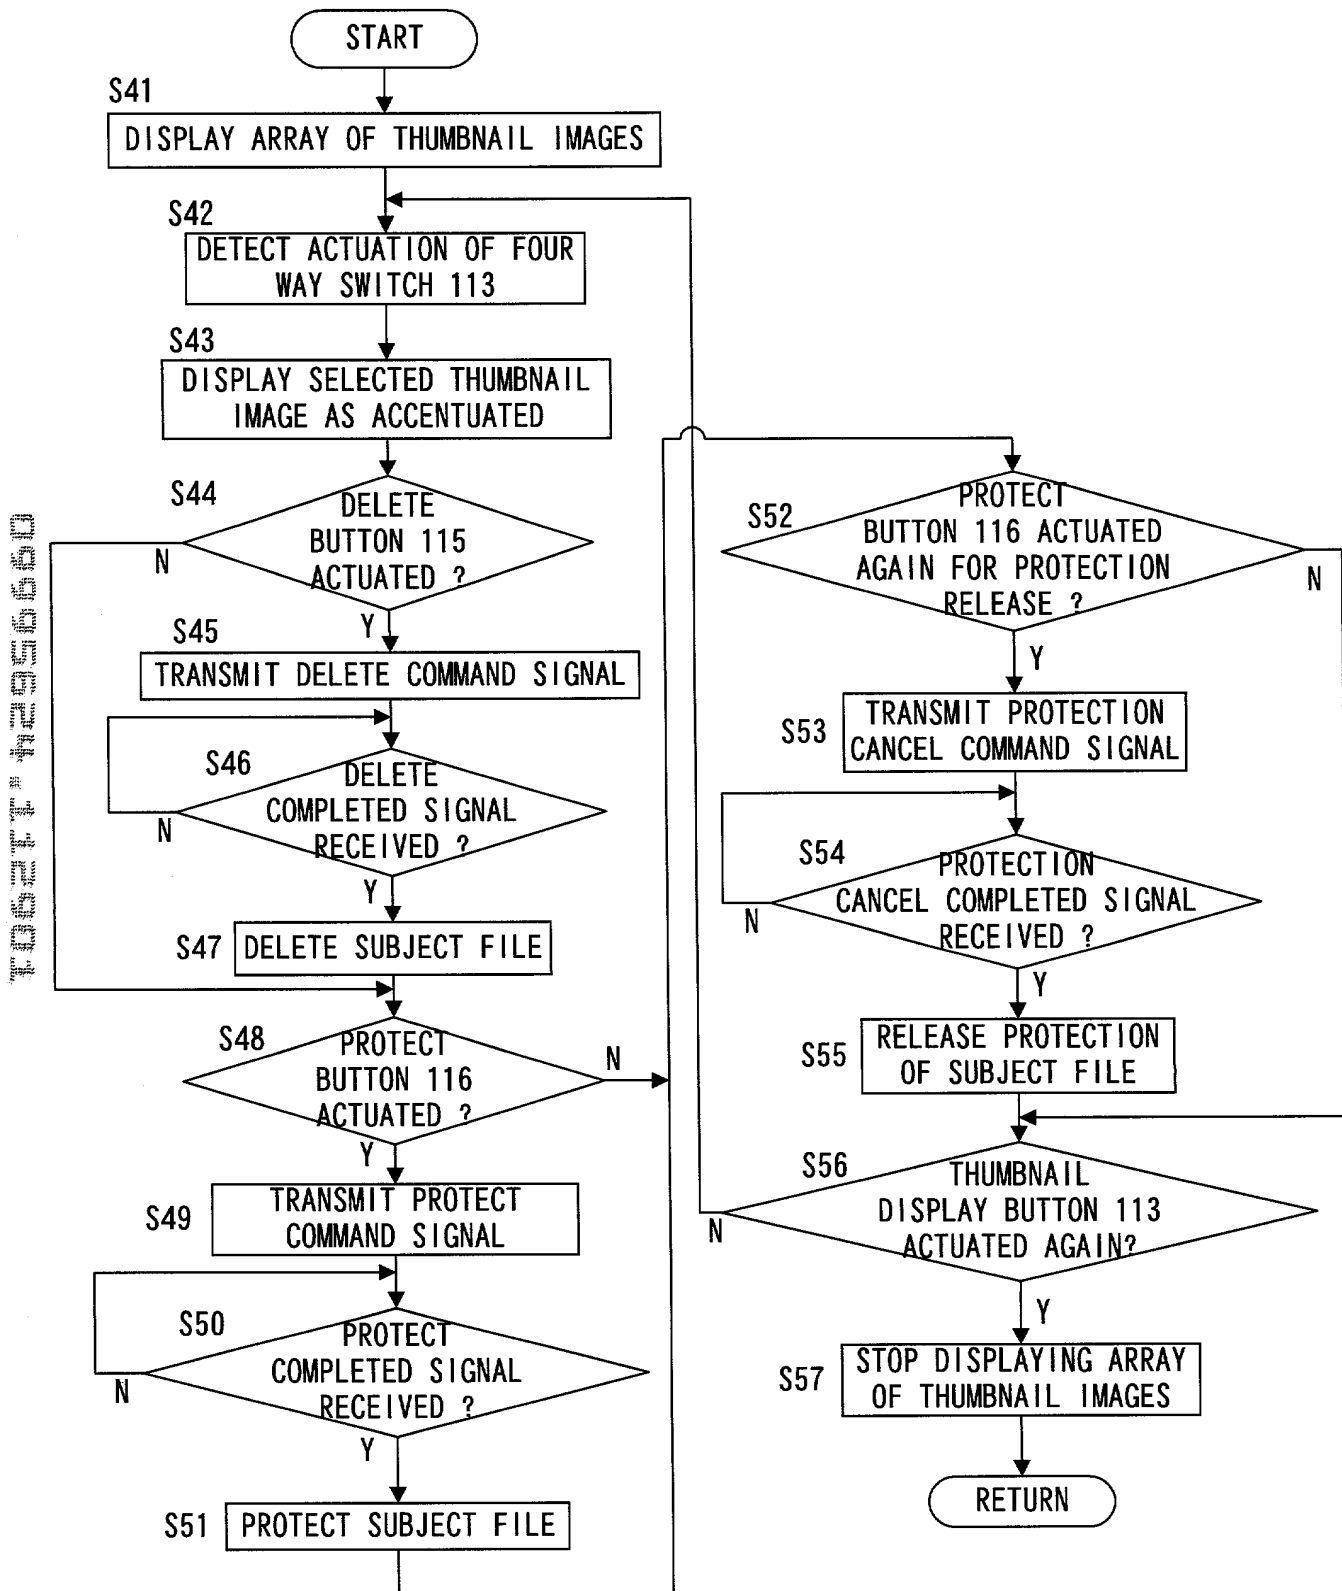 START
S41
DISPLAY ARRAY OF THUMBNAIL IMAGES
S42
DETECT ACTUATION OF FOUR
WAY SWITCH 113
S43
DISPLAY SELECTED THUMBNAIL
IMAGE AS ACCENTUATED
S44
DELETE
BUTTON 115
ACTUATED ?
N
Y
S45
TRANSMIT DELETE COMMAND SIGNAL
S46
DELETE
COMPLETED SIGNAL
RECEIVED ?
N
Y
S47
DELETE SUBJECT FILE
S48
PROTECT
BUTTON 116
ACTUATED ?
N
Y
S49
TRANSMIT PROTECT
COMMAND SIGNAL
S50
PROTECT
COMPLETED SIGNAL
RECEIVED ?
N
Y
S51
PROTECT SUBJECT FILE
S52
PROTECT
BUTTON 116 ACTUATED
AGAIN FOR PROTECTION
RELEASE ?
N
Y
S53
TRANSMIT PROTECTION
CANCEL COMMAND SIGNAL
S54
PROTECTION
CANCEL COMPLETED SIGNAL
RECEIVED ?
N
Y
S55
RELEASE PROTECTION
OF SUBJECT FILE
S56
THUMBNAIL
DISPLAY BUTTON 113
ACTUATED AGAIN?
N
Y
S57
STOP DISPLAYING ARRAY
OF THUMBNAIL IMAGES
RETURN